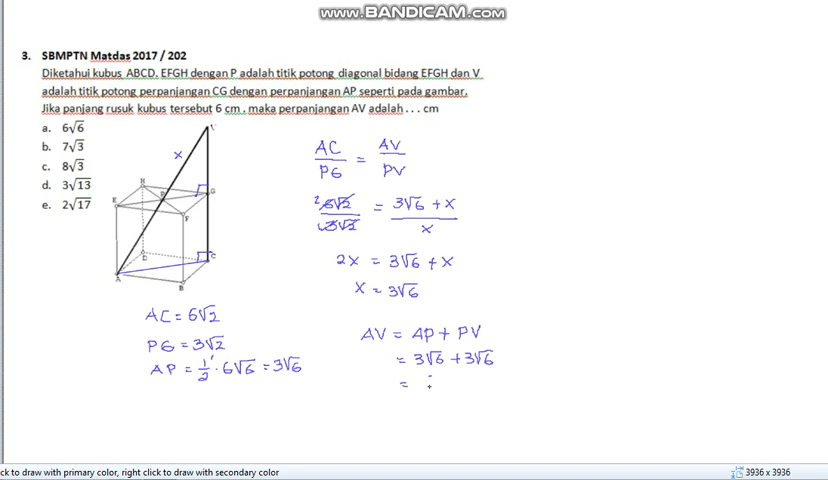 www.BANDICAM.com
3. SBMPTN Matdas 2017 / 202
Diketahui kubus ABCD. EFGH dengan P adalah titik potong diagonal bidang EFGH dan V
adalah titik potong perpanjangan CG dengan perpanjangan AP seperti pada gambar.
Jika panjang rusuk kubus tersebut 6 cm , maka perpanjangan AV adalah . . . cm
a. 6√6
b. 7√3
c. 8√3
d. 3√13
e. 2√17
x
H
E
G
F
C
A
B
AC/PG = AV/PV
2 6√2/3√2 = 3√6 + x/x
2x = 3√6 + x
x = 3√6
AC = 6√2
PG = 3√2
AP = 1/2 · 6√6 = 3√6
AV = AP + PV
= 3√6 + 3√6
=
ck to draw with primary color, right click to draw with secondary color
3936 x 3936